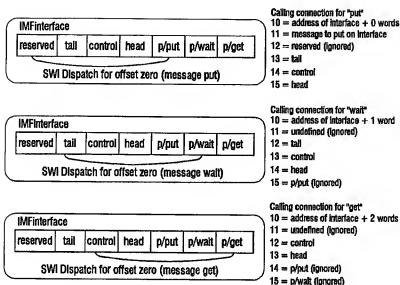 IMFinterface
reserved tail control head p/put p/wait p/get
SWI Dispatch for offset zero (message put)
Calling connection for "put"
10 = address of interface + 0 words
11 = message to put on interface
12 = reserved (ignored)
13 = tail
14 = control
15 = head
IMFinterface
reserved tail control head p/put p/wait p/get
SWI Dispatch for offset zero (message wait)
Calling connection for "wait"
10 = address of interface + 1 word
11 = undefined (ignored)
12 = tail
13 = control
14 = head
15 = p/put (ignored)
IMFinterface
reserved tail control head p/put p/wait p/get
SWI Dispatch for offset zero (message get)
Calling connection for "get"
10 = address of interface + 2 words
11 = undefined (ignored)
12 = control
13 = head
14 = p/put (ignored)
15 = p/wait (ignored)